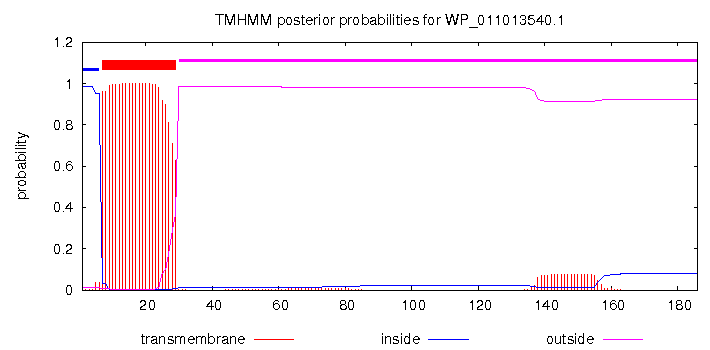 TMHMM posterior probabilities for WP_011013540.1
1.2
1
0.8
0.6
0.4
0.2
0
probability
20 40 60 80 100 120 140 160 180
transmembrane inside outside